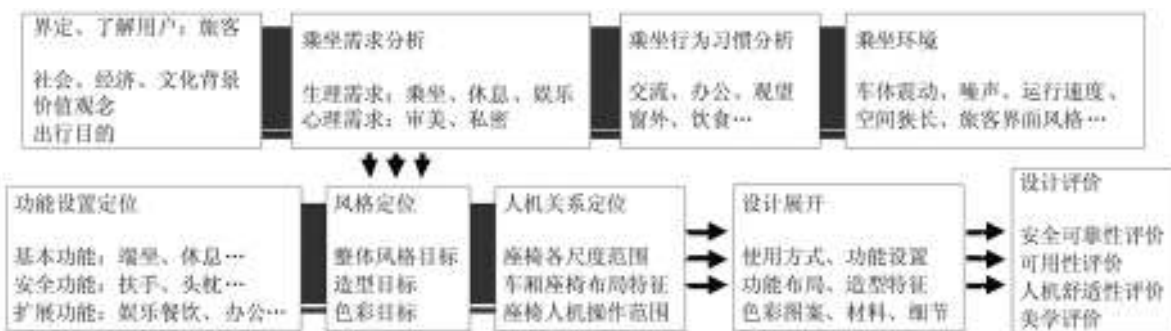 界定、了解用户：旅客
社会、经济、文化背景
价值观念
出行目的
乘坐需求分析
生理需求：乘坐、休息、娱乐
心理需求：审美、私密
乘坐行为习惯分析
交流、办公、观望
窗外、饮食…
乘坐环境
车体震动、噪声、运行速度、
空间狭长、旅客界面风格…
功能设置定位
基本功能：端坐、休息…
安全功能：扶手、头枕…
扩展功能：娱乐餐饮、办公…
风格定位
整体风格目标
造型目标
色彩目标
人机关系定位
座椅各尺度范围
车厢座椅布局特征
座椅人机操作范围
设计展开
使用方式、功能设置
功能布局、造型特征
色彩图案、材料、细节
设计评价
安全可靠性评价
可用性评价
人机舒适性评价
美学评价